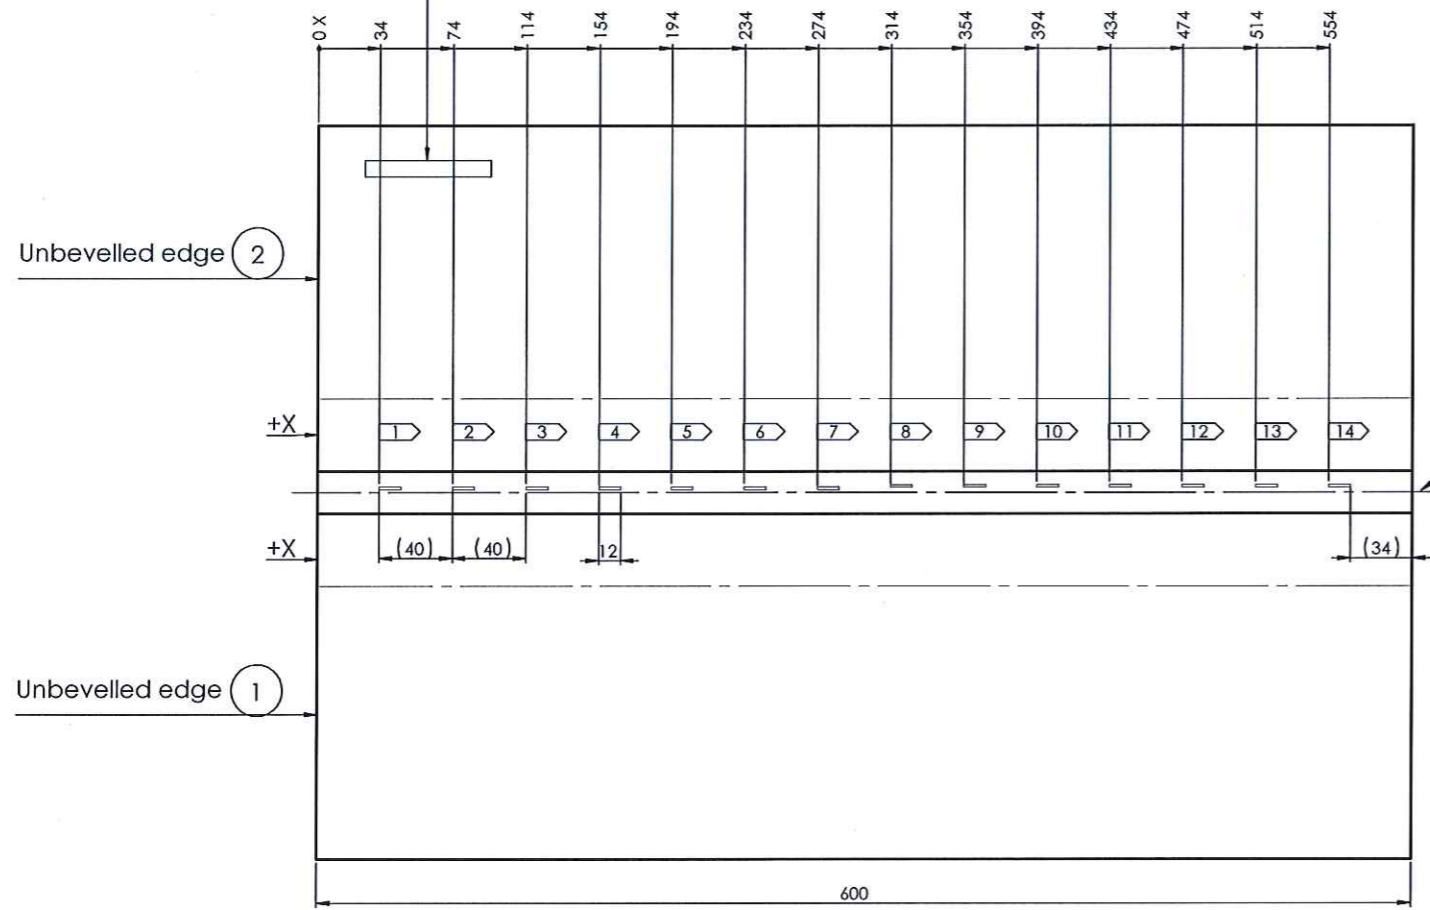 0 X 34 74 114 154 194 234 274 314 354 394 434 474 514 554
Unbevelled edge 2
+X 1 2 3 4 5 6 7 8 9 10 11 12 13 14
+X (40) (40) 12 (34)
Unbevelled edge 1
600